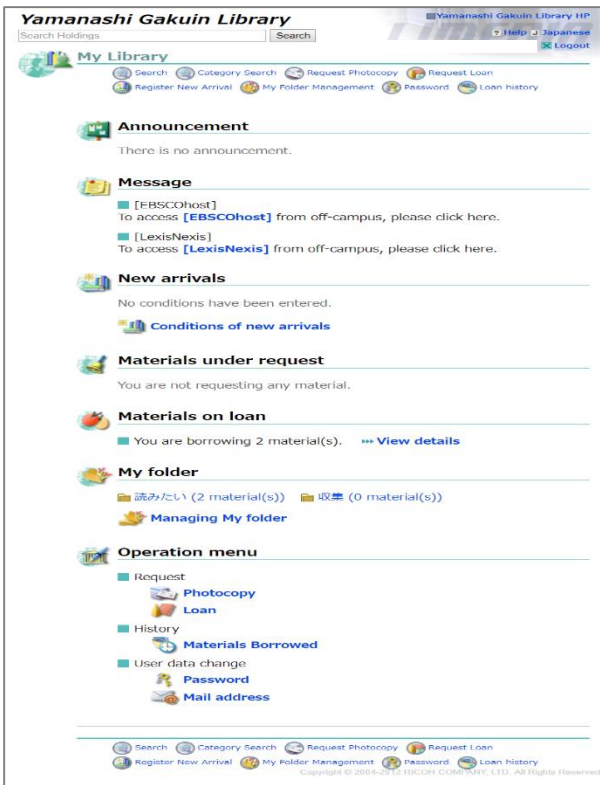 Yamanashi Gakuin Library
Yamanashi Gakuin Library HP
Search Holdings Search
? Help J Japanese
Logout
My Library
Search Category Search Request Photocopy Request Loan
Register New Arrival My Folder Management Password Loan history
Announcement
There is no announcement.
Message
[EBSCOhost]
To access [EBSCOhost] from off-campus, please click here.
[LexisNexis]
To access [LexisNexis] from off-campus, please click here.
New arrivals
No conditions have been entered.
Conditions of new arrivals
Materials under request
You are not requesting any material.
Materials on loan
You are borrowing 2 material(s). View details
My folder
読みたい (2 material(s)) 収集 (0 material(s))
Managing My folder
Operation menu
Request
Photocopy
Loan
History
Materials Borrowed
User data change
Password
Mail address
Search Category Search Request Photocopy Request Loan
Register New Arrival My Folder Management Password Loan history
Copyright © 2004-2012 RICOH COMPANY, LTD. All Rights Reserved